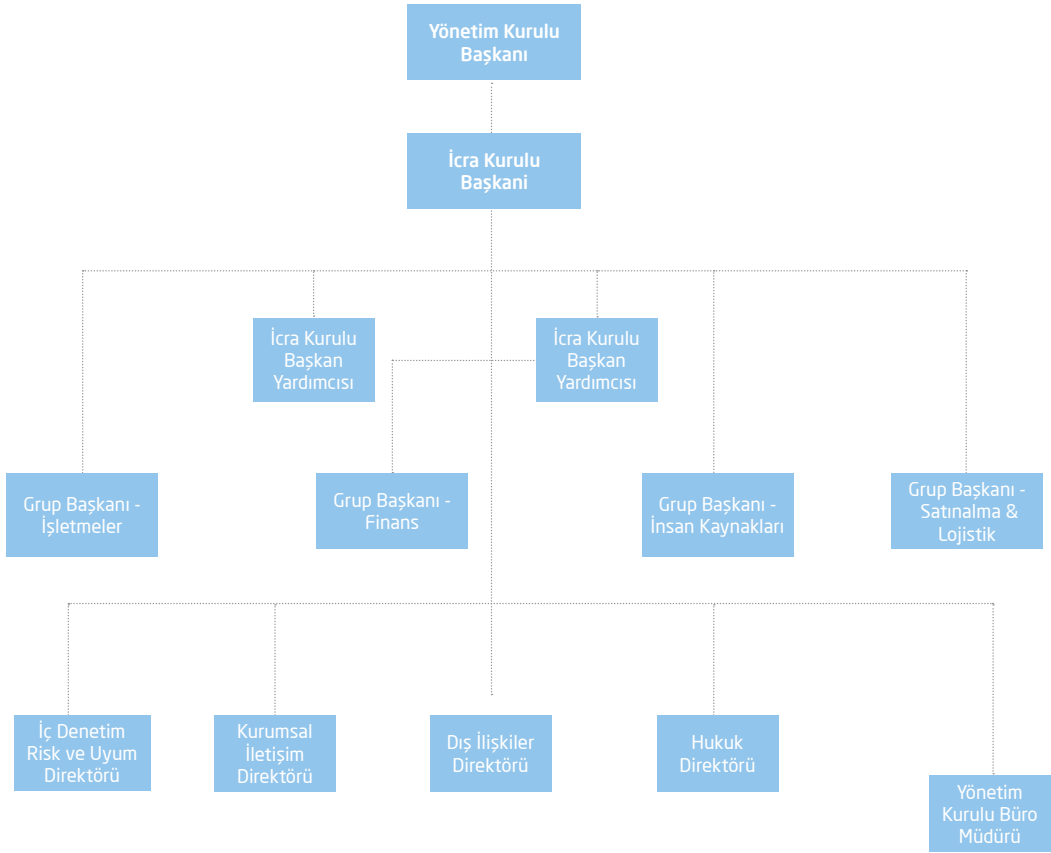 Yönetim Kurulu
Başkanı
İcra Kurulu
Başkani
İcra Kurulu
Başkan
Yardımcısı
İcra Kurulu
Başkan
Yardımcısı
Grup Başkanı -
İşletmeler
Grup Başkanı -
Finans
Grup Başkanı -
İnsan Kaynakları
Grup Başkanı -
Satınalma &
Lojistik
İç Denetim
Risk ve Uyum
Direktörü
Kurumsal
İletişim
Direktörü
Dış İlişkiler
Direktörü
Hukuk
Direktörü
Yönetim
Kurulu Büro
Müdürü